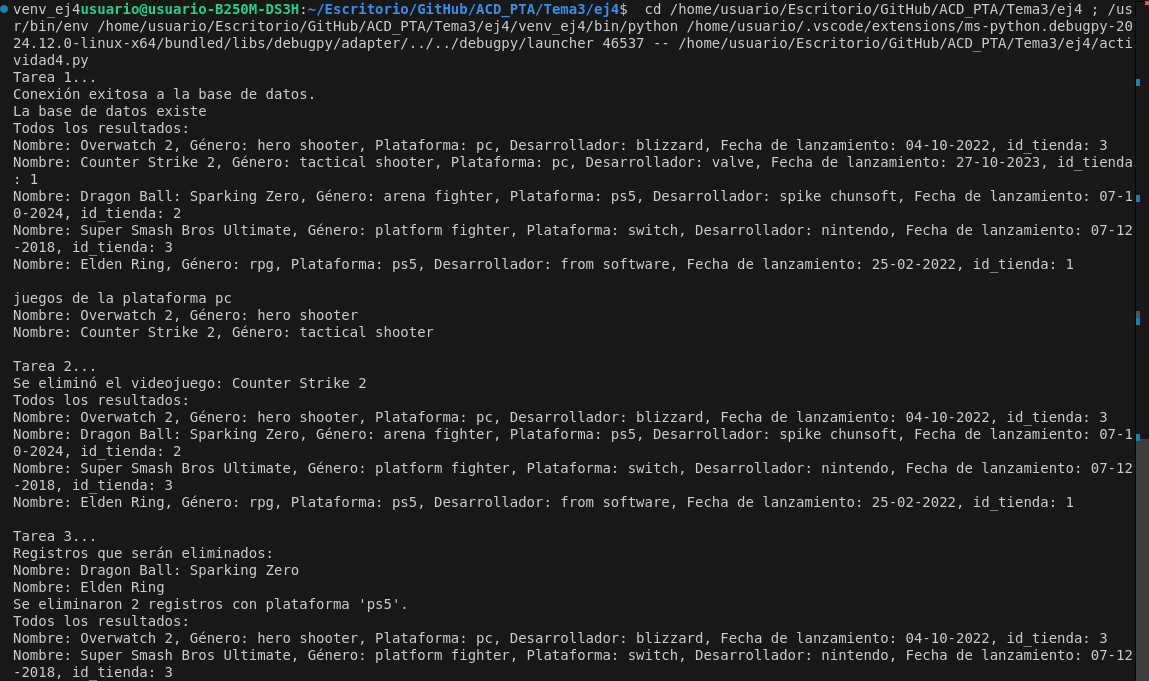 venv_ej4usuario@usuario-B250M-DS3H:~/Escritorio/GitHub/ACD_PTA/Tema3/ej4$  cd /home/usuario/Escritorio/GitHub/ACD_PTA/Tema3/ej4 ; /us
r/bin/env /home/usuario/Escritorio/GitHub/ACD_PTA/Tema3/ej4/venv_ej4/bin/python /home/usuario/.vscode/extensions/ms-python.debugpy-20
24.12.0-linux-x64/bundled/libs/debugpy/adapter/../../debugpy/launcher 46537 -- /home/usuario/Escritorio/GitHub/ACD_PTA/Tema3/ej4/acti
vidad4.py
Tarea 1...
Conexión exitosa a la base de datos.
La base de datos existe
Todos los resultados:
Nombre: Overwatch 2, Género: hero shooter, Plataforma: pc, Desarrollador: blizzard, Fecha de lanzamiento: 04-10-2022, id_tienda: 3
Nombre: Counter Strike 2, Género: tactical shooter, Plataforma: pc, Desarrollador: valve, Fecha de lanzamiento: 27-10-2023, id_tienda
: 1
Nombre: Dragon Ball: Sparking Zero, Género: arena fighter, Plataforma: ps5, Desarrollador: spike chunsoft, Fecha de lanzamiento: 07-1
0-2024, id_tienda: 2
Nombre: Super Smash Bros Ultimate, Género: platform fighter, Plataforma: switch, Desarrollador: nintendo, Fecha de lanzamiento: 07-12
-2018, id_tienda: 3
Nombre: Elden Ring, Género: rpg, Plataforma: ps5, Desarrollador: from software, Fecha de lanzamiento: 25-02-2022, id_tienda: 1
juegos de la plataforma pc
Nombre: Overwatch 2, Género: hero shooter
Nombre: Counter Strike 2, Género: tactical shooter
Tarea 2...
Se eliminó el videojuego: Counter Strike 2
Todos los resultados:
Nombre: Overwatch 2, Género: hero shooter, Plataforma: pc, Desarrollador: blizzard, Fecha de lanzamiento: 04-10-2022, id_tienda: 3
Nombre: Dragon Ball: Sparking Zero, Género: arena fighter, Plataforma: ps5, Desarrollador: spike chunsoft, Fecha de lanzamiento: 07-1
0-2024, id_tienda: 2
Nombre: Super Smash Bros Ultimate, Género: platform fighter, Plataforma: switch, Desarrollador: nintendo, Fecha de lanzamiento: 07-12
-2018, id_tienda: 3
Nombre: Elden Ring, Género: rpg, Plataforma: ps5, Desarrollador: from software, Fecha de lanzamiento: 25-02-2022, id_tienda: 1
Tarea 3...
Registros que serán eliminados:
Nombre: Dragon Ball: Sparking Zero
Nombre: Elden Ring
Se eliminaron 2 registros con plataforma 'ps5'.
Todos los resultados:
Nombre: Overwatch 2, Género: hero shooter, Plataforma: pc, Desarrollador: blizzard, Fecha de lanzamiento: 04-10-2022, id_tienda: 3
Nombre: Super Smash Bros Ultimate, Género: platform fighter, Plataforma: switch, Desarrollador: nintendo, Fecha de lanzamiento: 07-12
-2018, id_tienda: 3